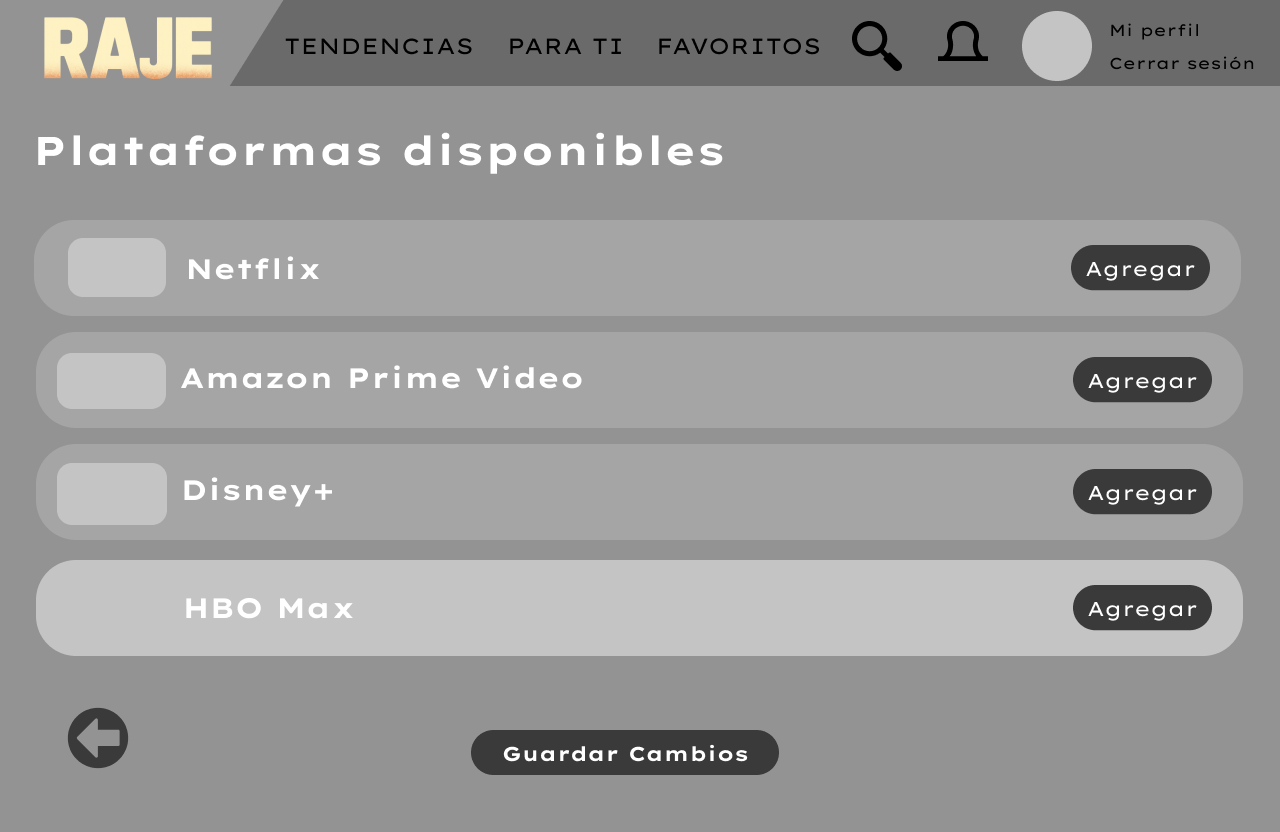 RAJE
TENDENCIAS PARA TI FAVORITOS
Mi perfil
Cerrar sesión
Plataformas disponibles
Netflix Agregar
Amazon Prime Video Agregar
Disney+ Agregar
HBO Max Agregar
Guardar Cambios